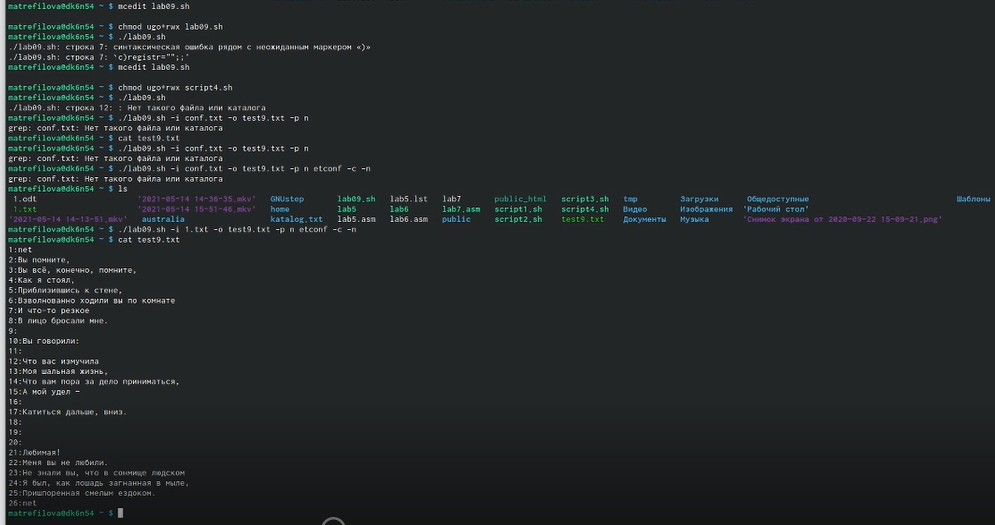 matrefilova@dk6n54 ~ $ mcedit lab09.sh
matrefilova@dk6n54 ~ $ chmod ugo+rwx lab09.sh
matrefilova@dk6n54 ~ $ ./lab09.sh
./lab09.sh: строка 7: синтаксическая ошибка рядом с неожиданным маркером «)»
./lab09.sh: строка 7: `c)registr="";;'
matrefilova@dk6n54 ~ $ mcedit lab09.sh
matrefilova@dk6n54 ~ $ chmod ugo+rwx script4.sh
matrefilova@dk6n54 ~ $ ./lab09.sh
./lab09.sh: строка 12: : Нет такого файла или каталога
matrefilova@dk6n54 ~ $ ./lab09.sh -i conf.txt -o test9.txt -p n
grep: conf.txt: Нет такого файла или каталога
matrefilova@dk6n54 ~ $ cat test9.txt
matrefilova@dk6n54 ~ $ ./lab09.sh -i conf.txt -o test9.txt -p n
grep: conf.txt: Нет такого файла или каталога
matrefilova@dk6n54 ~ $ ./lab09.sh -i conf.txt -o test9.txt -p n etconf -c -n
grep: conf.txt: Нет такого файла или каталога
matrefilova@dk6n54 ~ $ ls
1.odt '2021-05-14 14-36-35.mkv' GNUstep lab09.sh lab5.lst lab7 public_html script3.sh tmp Загрузки Общедоступные Шаблоны
1.txt '2021-05-14 15-51-46.mkv' home lab5 lab6 lab7.asm script1.sh script4.sh Видео Изображения 'Рабочий стол'
'2021-05-14 14-13-51.mkv' australia katalog.txt lab5.asm lab6.asm public script2.sh test9.txt Документы Музыка 'Снимок экрана от 2020-09-22 15-09-21.png'
matrefilova@dk6n54 ~ $ ./lab09.sh -i 1.txt -o test9.txt -p n etconf -c -n
matrefilova@dk6n54 ~ $ cat test9.txt
1:net
2:Вы помните,
3:Вы всё, конечно, помните,
4:Как я стоял,
5:Приблизившись к стене,
6:Взволнованно ходили вы по комнате
7:И что-то резкое
8:В лицо бросали мне.
9:
10:Вы говорили:
11:
12:Что вас измучила
13:Моя шальная жизнь,
14:Что вам пора за дело приниматься,
15:А мой удел —
16:
17:Катиться дальше, вниз.
18:
19:
20:
21:Любимая!
22:Меня вы не любили.
23:Не знали вы, что в сонмище людском
24:Я был, как лошадь загнанная в мыле,
25:Пришпоренная смелым ездоком.
26:net
matrefilova@dk6n54 ~ $